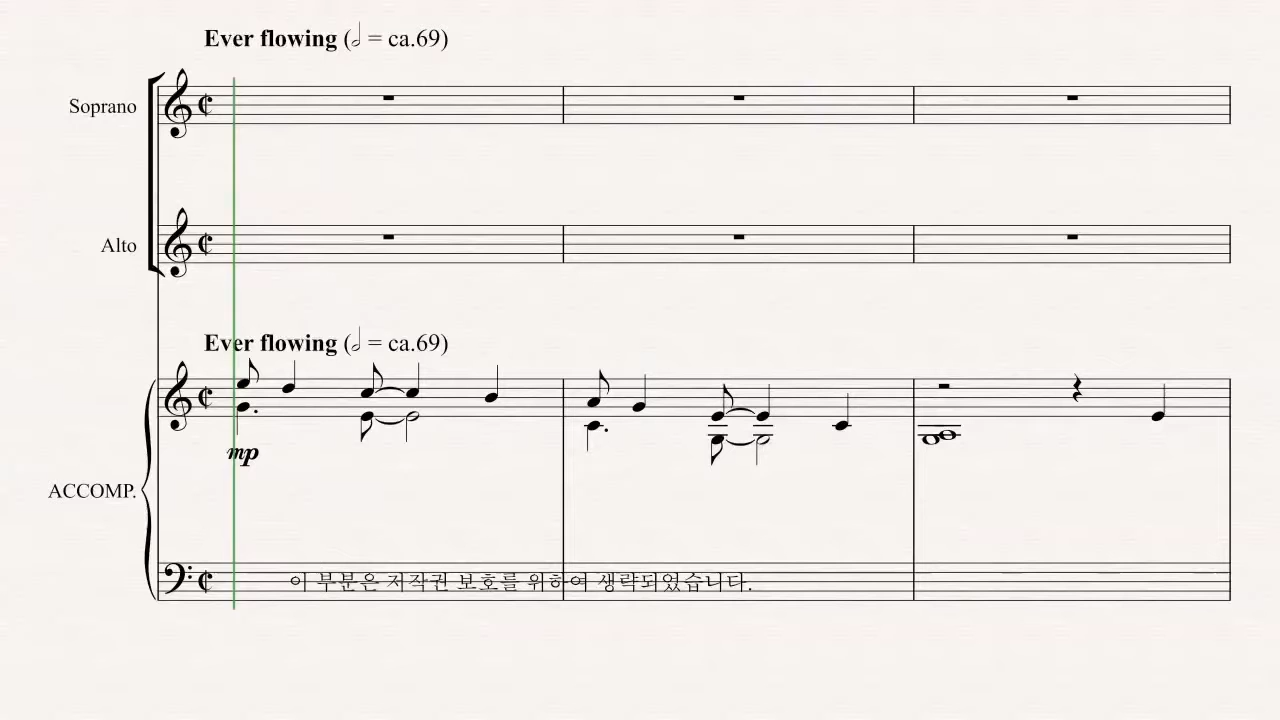 Ever flowing (𝅗𝅥 = ca.69)
Soprano
Alto
Ever flowing (𝅗𝅥 = ca.69)
mp
ACCOMP.
이 부분은 저작권 보호를 위하여 생략되었습니다.